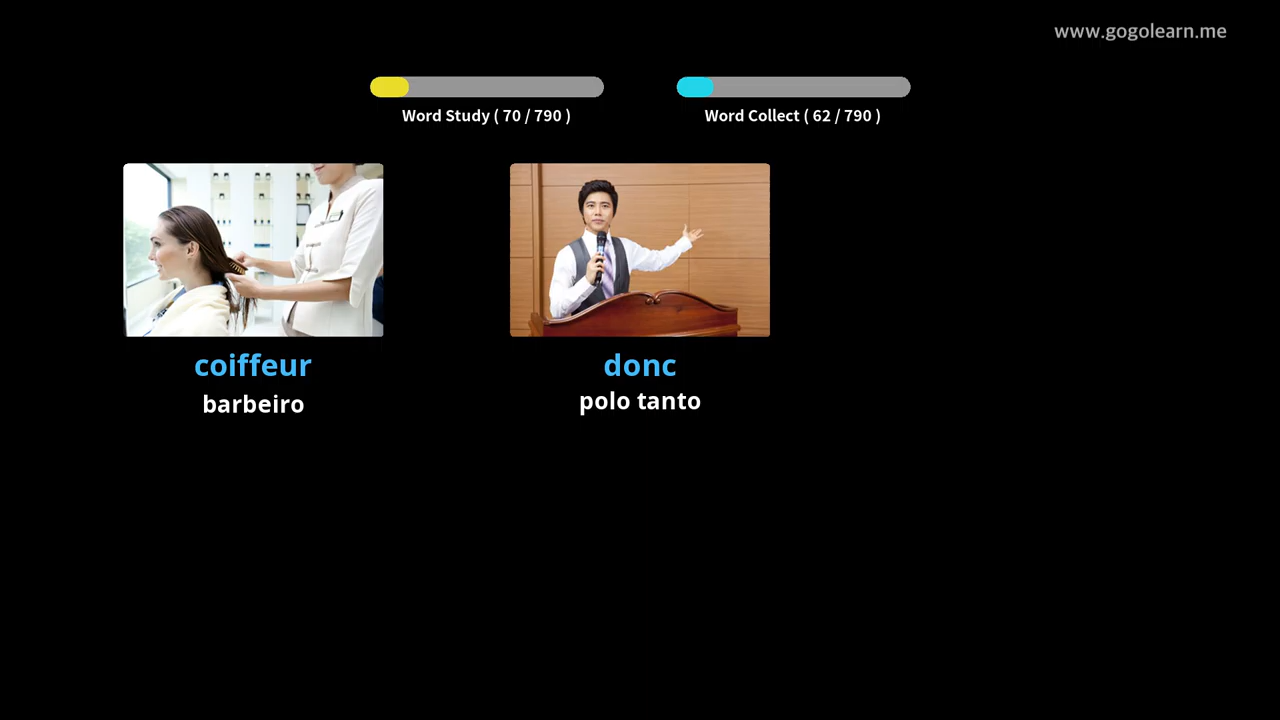 www.gogolearn.me
Word Study ( 70 / 790 )
Word Collect ( 62 / 790 )
coiffeur
barbeiro
donc
polo tanto